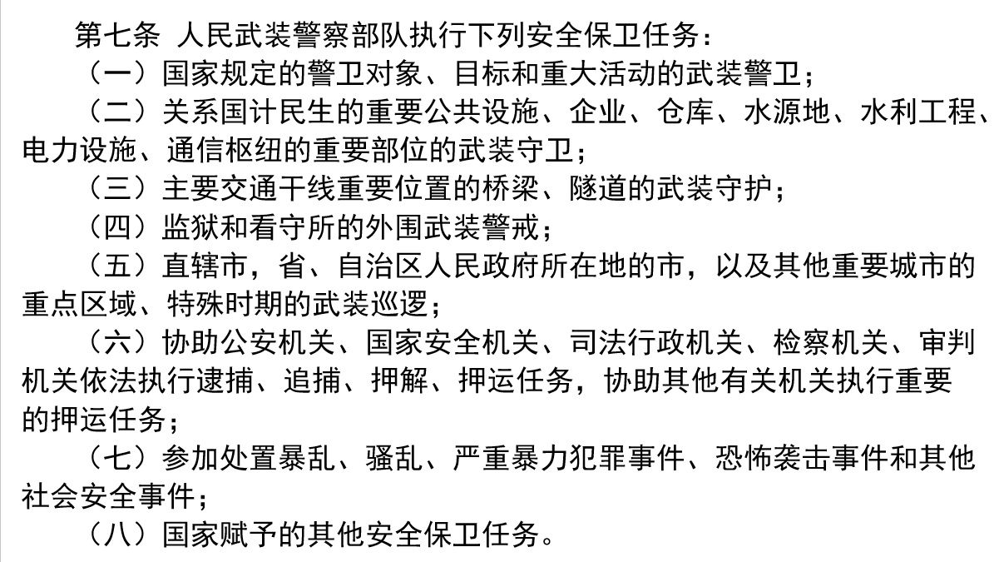 第七条 人民武装警察部队执行下列安全保卫任务：
（一）国家规定的警卫对象、目标和重大活动的武装警卫；
（二）关系国计民生的重要公共设施、企业、仓库、水源地、水利工程、
电力设施、通信枢纽的重要部位的武装守卫；
（三）主要交通干线重要位置的桥梁、隧道的武装守护；
（四）监狱和看守所的外围武装警戒；
（五）直辖市，省、自治区人民政府所在地的市，以及其他重要城市的
重点区域、特殊时期的武装巡逻；
（六）协助公安机关、国家安全机关、司法行政机关、检察机关、审判
机关依法执行逮捕、追捕、押解、押运任务，协助其他有关机关执行重要
的押运任务；
（七）参加处置暴乱、骚乱、严重暴力犯罪事件、恐怖袭击事件和其他
社会安全事件；
（八）国家赋予的其他安全保卫任务。